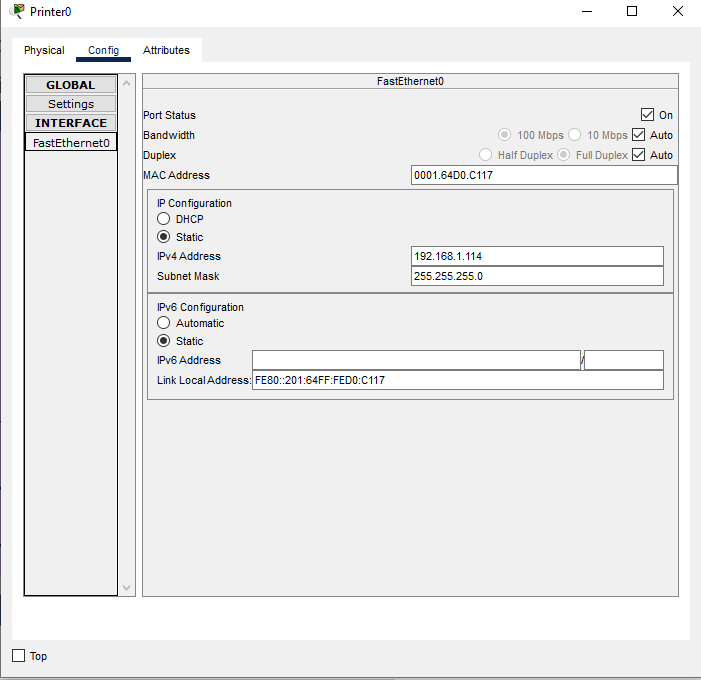 Printer0
Physical Config Attributes
GLOBAL
Settings
INTERFACE
FastEthernet0
FastEthernet0
Port Status On
Bandwidth 100 Mbps 10 Mbps Auto
Duplex Half Duplex Full Duplex Auto
MAC Address 0001.64D0.C117
IP Configuration
DHCP
Static
IPv4 Address 192.168.1.114
Subnet Mask 255.255.255.0
IPv6 Configuration
Automatic
Static
IPv6 Address /
Link Local Address: FE80::201:64FF:FED0:C117
Top